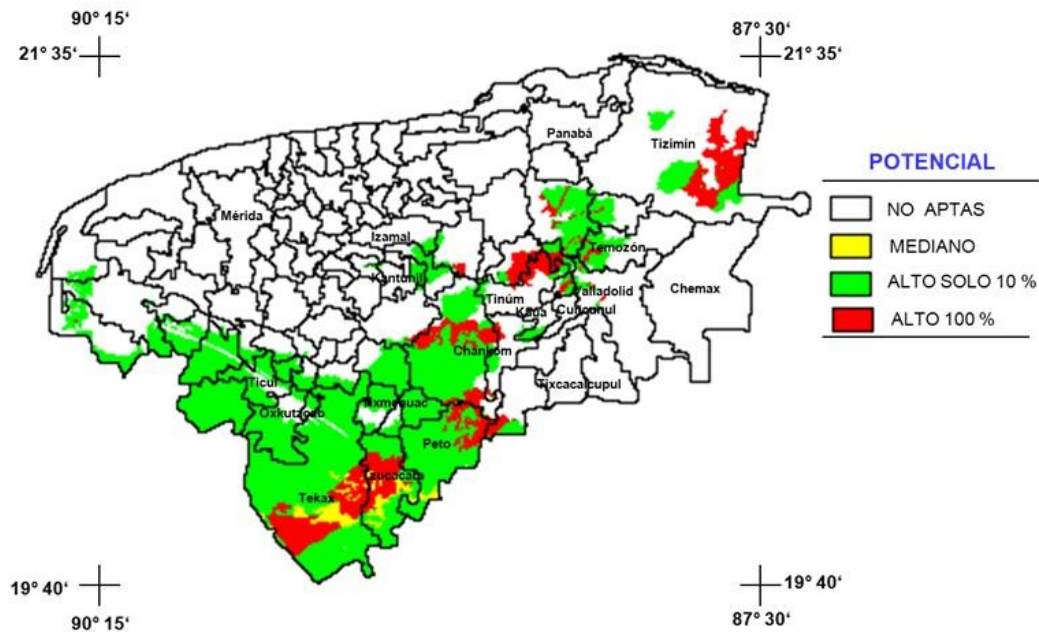 90° 15‘
21° 35‘
87° 30‘
21° 35‘
Panabá
Tizimín
POTENCIAL
NO APTAS
MEDIANO
ALTO SOLO 10 %
ALTO 100 %
Mérida
Izamal
Temozón
Kantunil
Valladolid
Chemax
Tinúm
Kaua
Cuncunul
Chankom
Ticul
Tixcacalcupul
Oxkutzcab
Peto
Tzucacab
Tekax
19° 40‘
90° 15‘
19° 40‘
87° 30‘